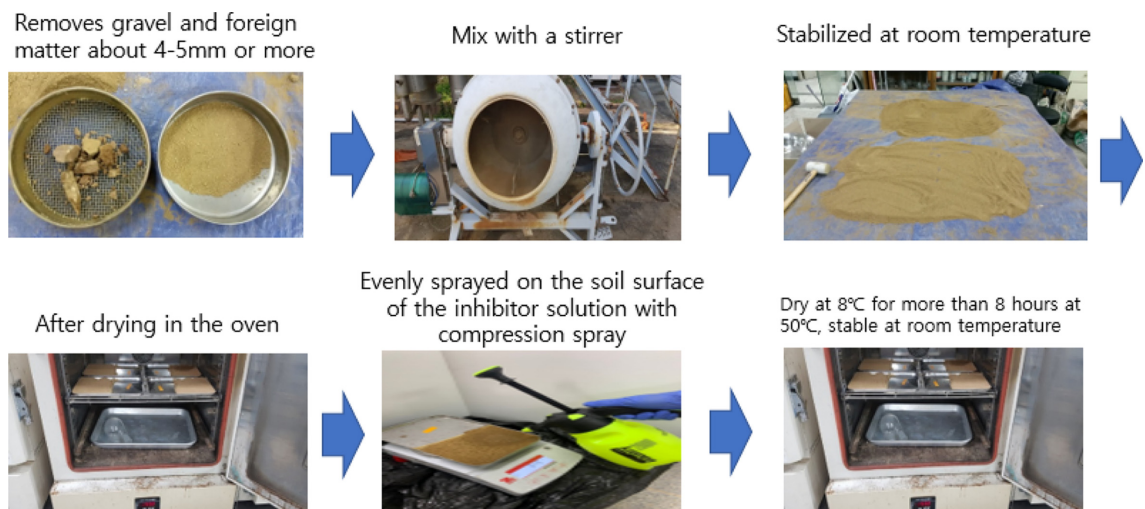 Removes gravel and foreign
matter about 4-5mm or more
Mix with a stirrer
Stabilized at room temperature
After drying in the oven
Evenly sprayed on the soil surface
of the inhibitor solution with
compression spray
Dry at 8℃ for more than 8 hours at
50℃, stable at room temperature